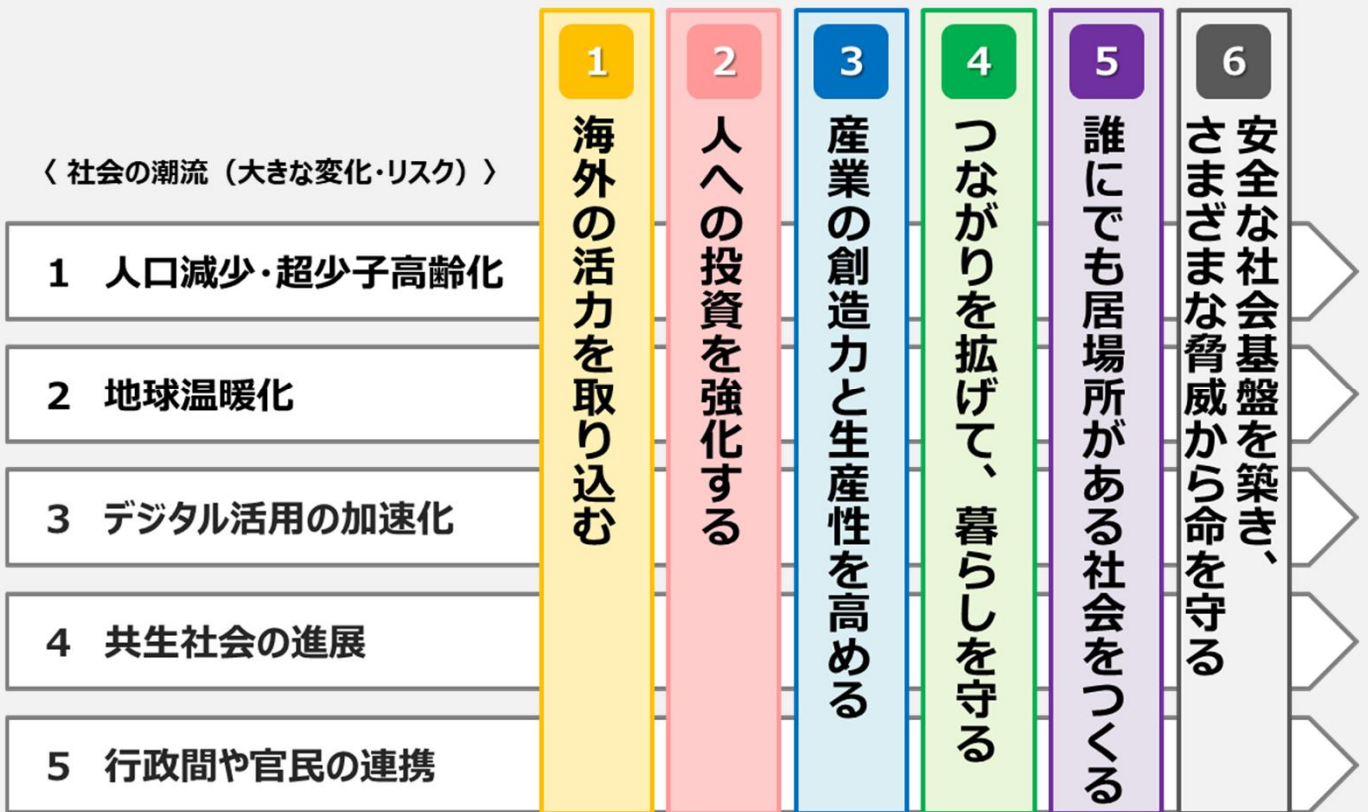 〈 社会の潮流（大きな変化・リスク）〉
1 人口減少・超少子高齢化
2 地球温暖化
3 デジタル活用の加速化
4 共生社会の進展
5 行政間や官民の連携
1
海外の活力を取り込む
2
人への投資を強化する
3
産業の創造力と生産性を高める
4
つながりを拡げて、暮らしを守る
5
誰にでも居場所がある社会をつくる
6
安全な社会基盤を築き、
さまざまな脅威から命を守る